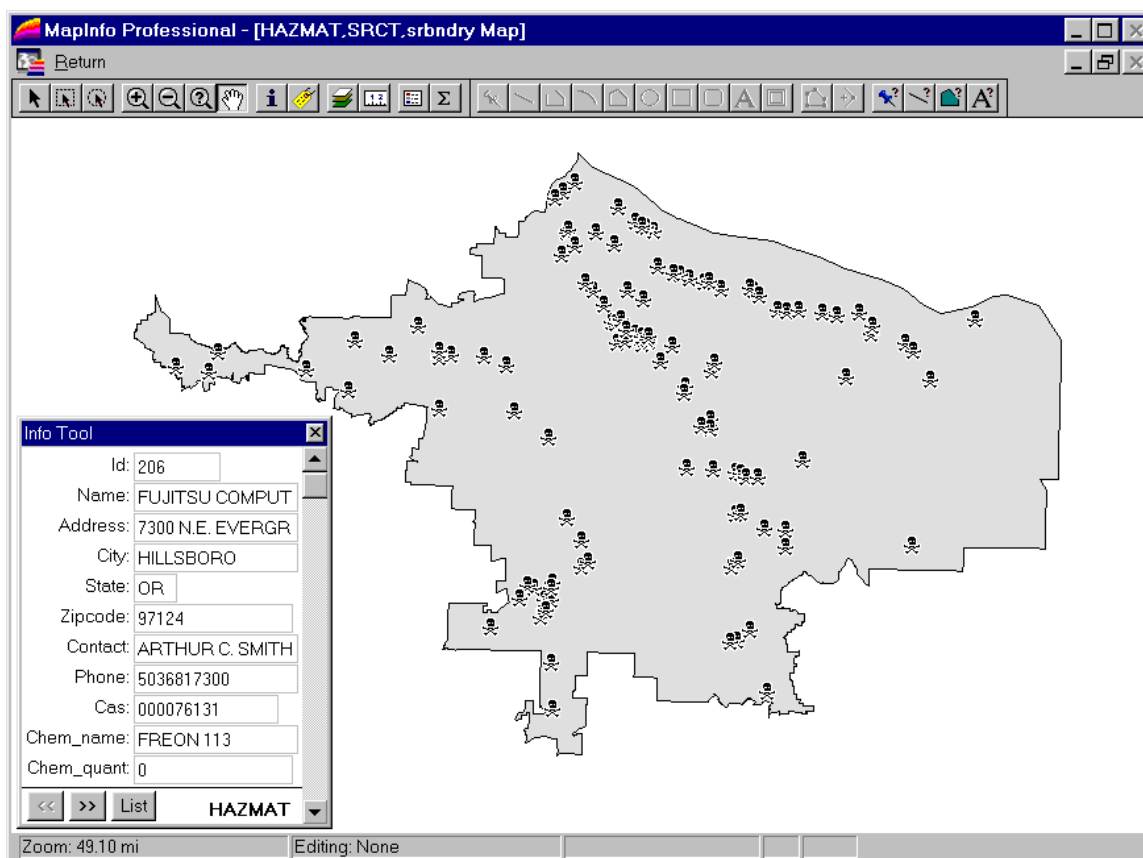 MapInfo Professional - [HAZMAT,SRCT,srbndry Map]
Return
Info Tool
Id: 206
Name: FUJITSU COMPUT
Address: 7300 N.E. EVERGR
City: HILLSBORO
State: OR
Zipcode: 97124
Contact: ARTHUR C. SMITH
Phone: 5036817300
Cas: 000076131
Chem_name: FREON 113
Chem_quant: 0
<< >> List HAZMAT
Zoom: 49.10 mi Editing: None